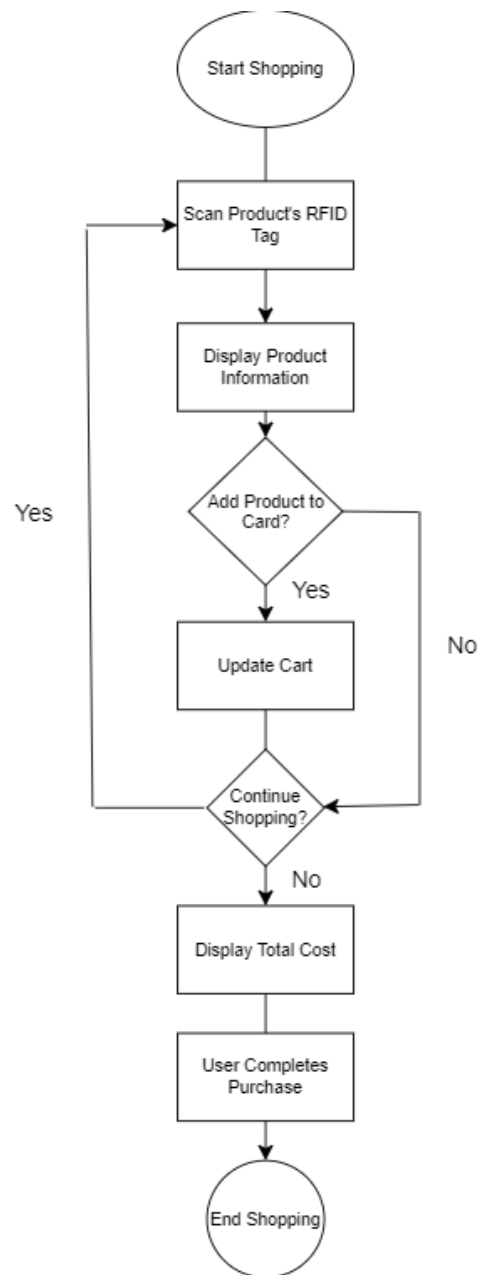 Start Shopping
Scan Product's RFID
Tag
Display Product
Information
Add Product to
Card?
Yes
Yes
No
Update Cart
Continue
Shopping?
No
Display Total Cost
User Completes
Purchase
End Shopping